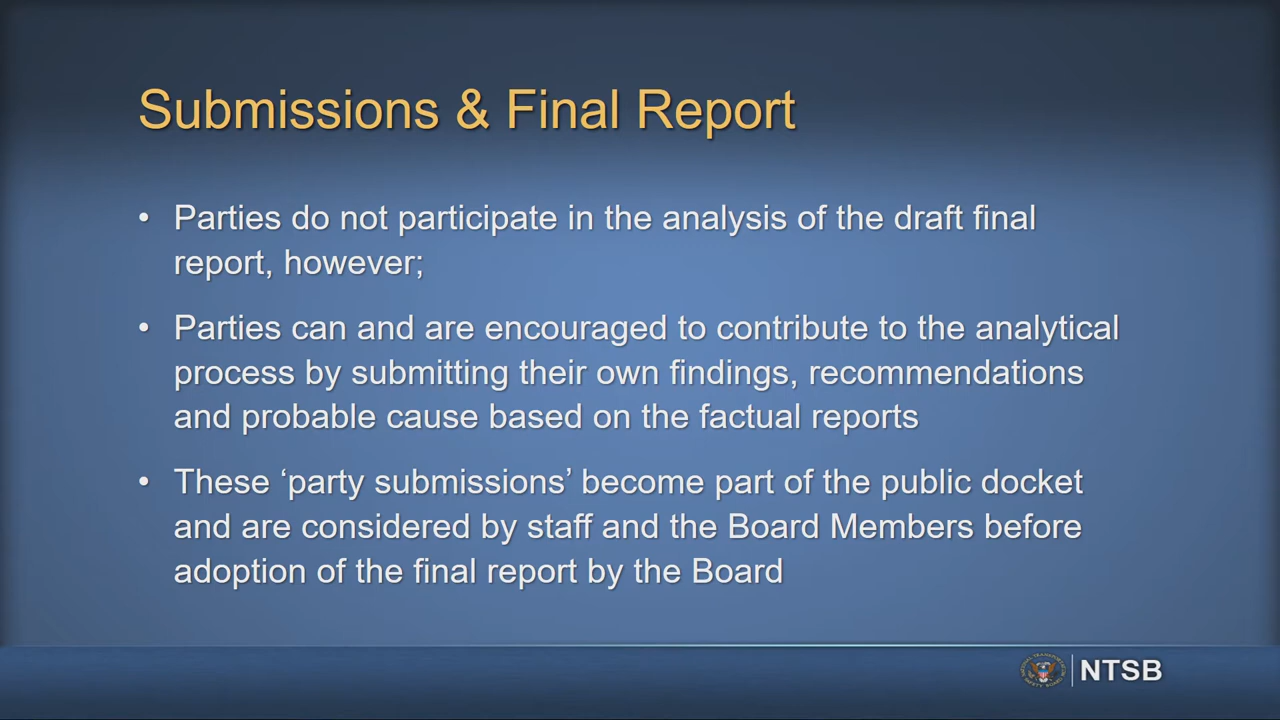 Submissions & Final Report
• Parties do not participate in the analysis of the draft final
report, however;
• Parties can and are encouraged to contribute to the analytical
process by submitting their own findings, recommendations
and probable cause based on the factual reports
• These ‘party submissions’ become part of the public docket
and are considered by staff and the Board Members before
adoption of the final report by the Board
NTSB